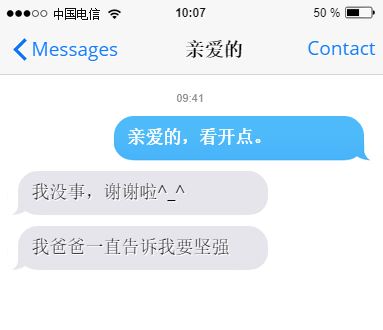 中国电信 10:07 50 %
Messages 亲爱的 Contact
09:41
亲爱的，看开点。
我没事，谢谢啦^_^
我爸爸一直告诉我要坚强